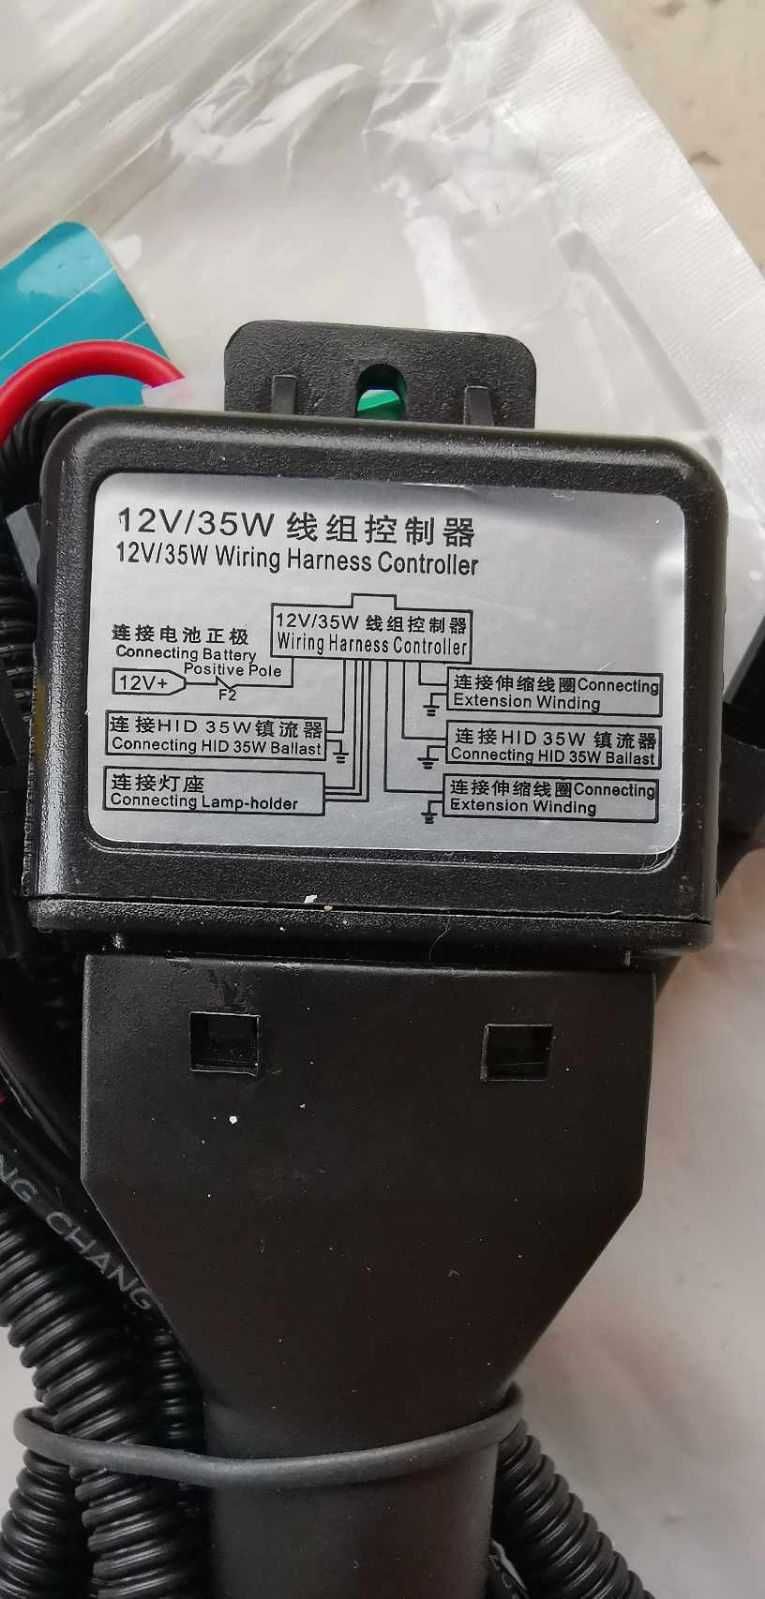 12V/35W 线组控制器
12V/35W Wiring Harness Controller
12V/35W 线组控制器
Wiring Harness Controller
连接电池正极
Connecting Battery
Positive Pole
12V+
F2
连接HID 35W镇流器
Connecting HID 35W Ballast
连接灯座
Connecting Lamp-holder
连接伸缩线圈Connecting
Extension Winding
连接HID 35W 镇流器
Connecting HID 35W Ballast
连接伸缩线圈Connecting
Extension Winding
NG CHANG